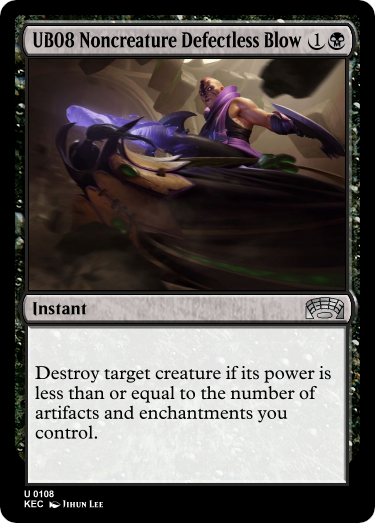 UB08 Noncreature Defectless Blow 1
Instant
Destroy target creature if its power is
less than or equal to the number of
artifacts and enchantments you
control.
U 0108
KEC Jihun Lee